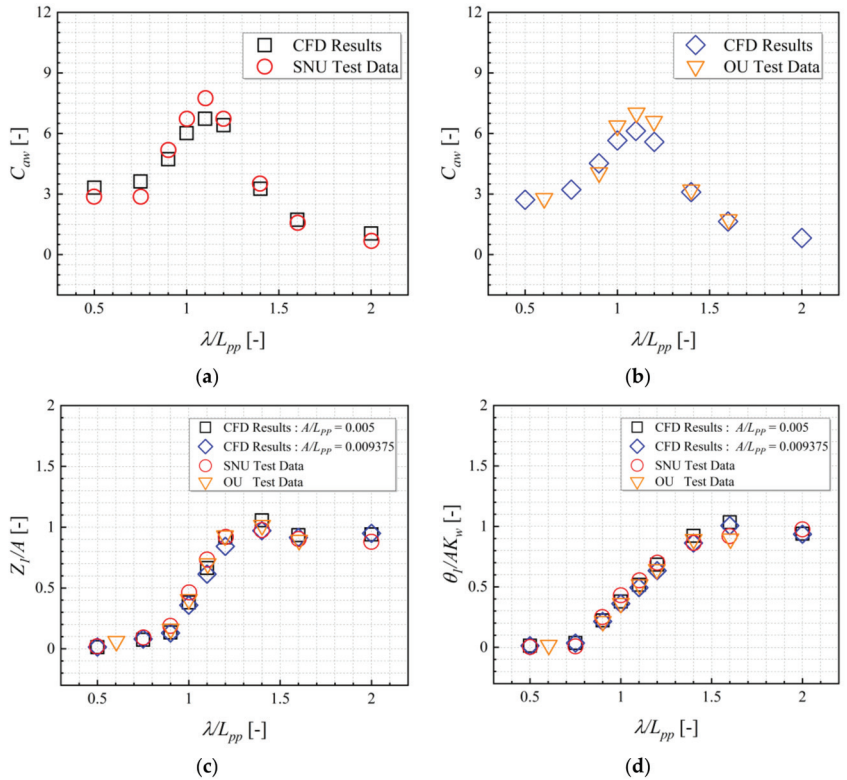 12
9
6
3
0
C_aw [-]
CFD Results
SNU Test Data
0.5 1 1.5 2
λ/L_pp [-]
(a)
12
9
6
3
0
C_aw [-]
CFD Results
OU Test Data
0.5 1 1.5 2
λ/L_pp [-]
(b)
2
1.5
1
0.5
0
Z_1/A [-]
CFD Results : A/L_PP = 0.005
CFD Results : A/L_PP = 0.009375
SNU Test Data
OU Test Data
0.5 1 1.5 2
λ/L_pp [-]
(c)
2
1.5
1
0.5
0
θ_1/AK_w [-]
CFD Results : A/L_PP = 0.005
CFD Results : A/L_PP = 0.009375
SNU Test Data
OU Test Data
0.5 1 1.5 2
λ/L_pp [-]
(d)